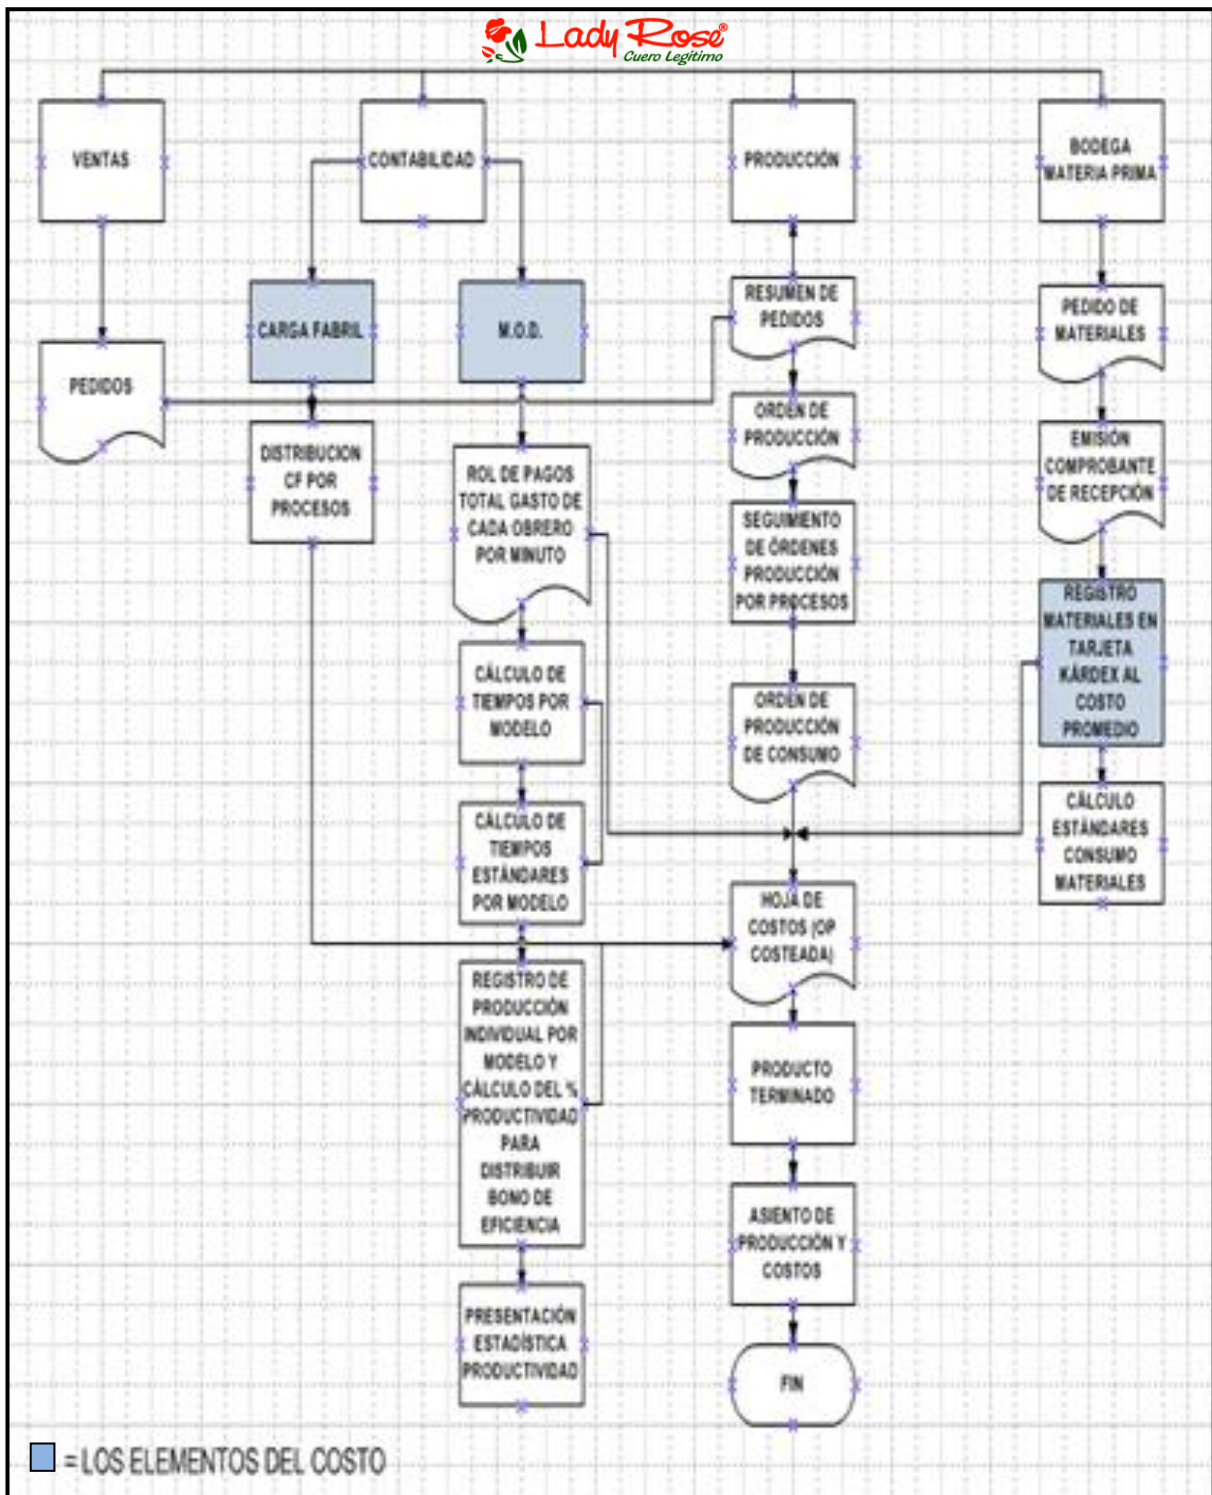 Lady Rose®
Cuero Legítimo
VENTAS
CONTABILIDAD
PRODUCCIÓN
BODEGA
MATERIA PRIMA
CARGA FABRIL
M.O.D.
RESUMEN DE
PEDIDOS
PEDIDO DE
MATERIALES
PEDIDOS
DISTRIBUCION
CF POR
PROCESOS
ROL DE PAGOS
TOTAL GASTO DE
CADA OBRERO
POR MINUTO
ORDEN DE
PRODUCCIÓN
EMISIÓN
COMPROBANTE
DE RECEPCIÓN
SEGUIMIENTO
DE ÓRDENES
PRODUCCIÓN
POR PROCESOS
REGISTRO
MATERIALES EN
TARJETA
KÁRDEX AL
COSTO
PROMEDIO
CÁLCULO DE
TIEMPOS POR
MODELO
ORDEN DE
PRODUCCIÓN
DE CONSUMO
CÁLCULO DE
TIEMPOS
ESTÁNDARES
POR MODELO
CÁLCULO
ESTÁNDARES
CONSUMO
MATERIALES
HOJA DE
COSTOS (OP
COSTEADA)
REGISTRO DE
PRODUCCIÓN
INDIVIDUAL POR
MODELO Y
CÁLCULO DEL %
PRODUCTIVIDAD
PARA
DISTRIBUIR
BONO DE
EFICIENCIA
PRODUCTO
TERMINADO
ASIENTO DE
PRODUCCIÓN Y
COSTOS
PRESENTACIÓN
ESTADÍSTICA
PRODUCTIVIDAD
FIN
= LOS ELEMENTOS DEL COSTO